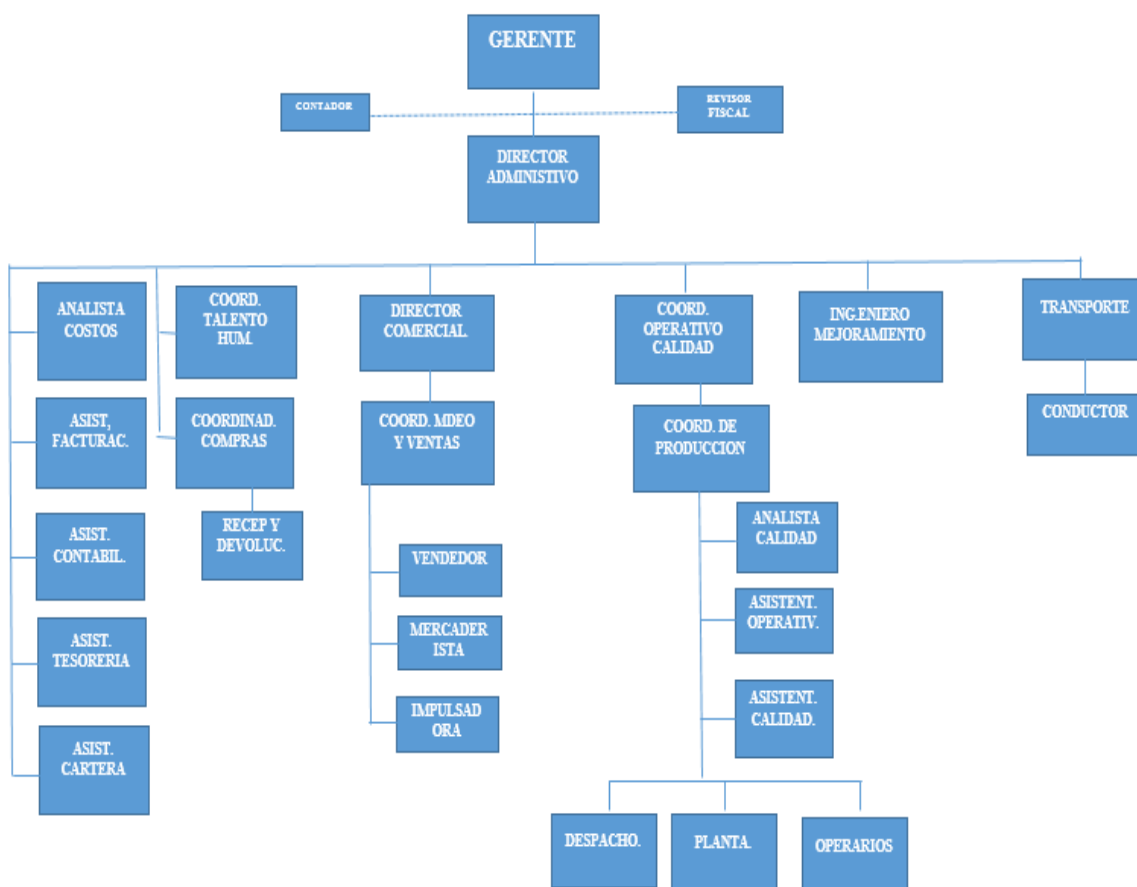 GERENTE
CONTADOR
REVISOR
FISCAL
DIRECTOR
ADMINISTIVO
ANALISTA
COSTOS
COORD.
TALENTO
HUM.
DIRECTOR
COMERCIAL.
COORD.
OPERATIVO
CALIDAD
ING.ENIERO
MEJORAMIENTO
TRANSPORTE
ASIST,
FACTURAC.
COORDINAD.
COMPRAS
COORD. MDEO
Y VENTAS
COORD. DE
PRODUCCION
CONDUCTOR
ASIST.
CONTABIL.
RECEP Y
DEVOLUC.
VENDEDOR
ANALISTA
CALIDAD
ASIST.
TESORERIA
MERCADER
ISTA
ASISTENT.
OPERATIV.
ASIST.
CARTERA
IMPULSAD
ORA
ASISTENT.
CALIDAD.
DESPACHO.
PLANTA.
OPERARIOS